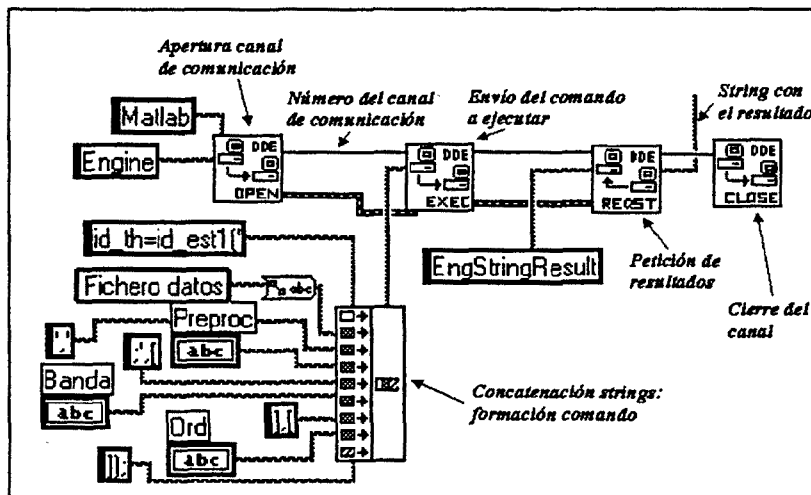 Apertura canal
de comunicación
Número del canal
de comunicación
Envío del comando
a ejecutar
String con
el resultado
Matlab
Engine
DDE
OPEN
DDE
EXEC
DDE
REQST
DDE
CLOSE
id_th=id_est1('
EngStringResult
Petición de
resultados
Fichero datos
abc
Preproc
abc
Cierre del
canal
Banda
abc
Concatenación strings:
formación comando
Ord
abc